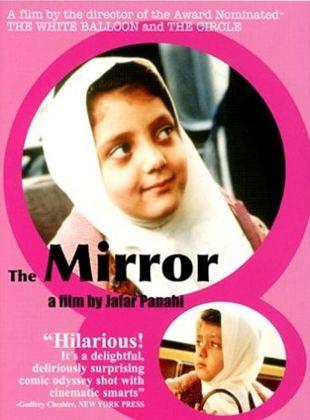 A film by the director of the Award Nominated
THE WHITE BALLOON and THE CIRCLE
The Mirror
a film by Jafar Panahi
“Hilarious!
It's a delightful,
deliriously surprising
comic odyssey shot with
cinematic smarts”
-Godfrey Cheshire, NEW YORK PRESS